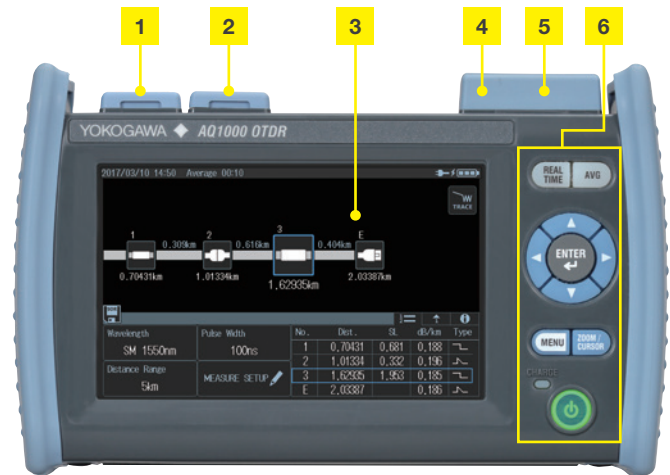 1 2 3 4 5 6
YOKOGAWA ◆ AQ1000 OTDR
2017/03/10 14:50 Average 00:10
REAL TIME
AVG
TRACE
1 0.309km 2 0.616km 3 0.404km E
0.70431km 1.01334km 1.62935km 2.03387km
ENTER
Wavelength
SM 1550nm
Pulse Width
100ns
Distance Range
5km
MEASURE SETUP
No. Dist. SL dB/km Type
1 0.70431 0.681 0.188
2 1.01334 0.332 0.196
3 1.62935 1.953 0.185
E 2.03387 0.186
MENU
ZOOM / CURSOR
CHARGE